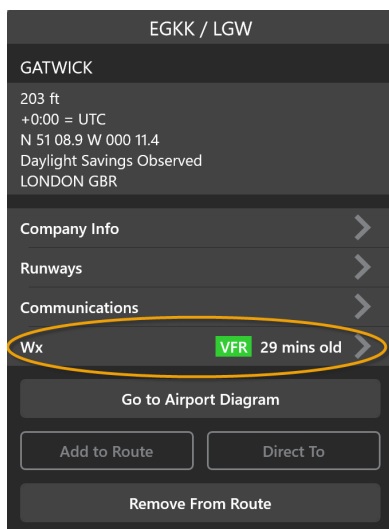 EGKK / LGW
GATWICK
203 ft
+0:00 = UTC
N 51 08.9 W 000 11.4
Daylight Savings Observed
LONDON GBR
Company Info
Runways
Communications
Wx VFR 29 mins old
Go to Airport Diagram
Add to Route Direct To
Remove From Route